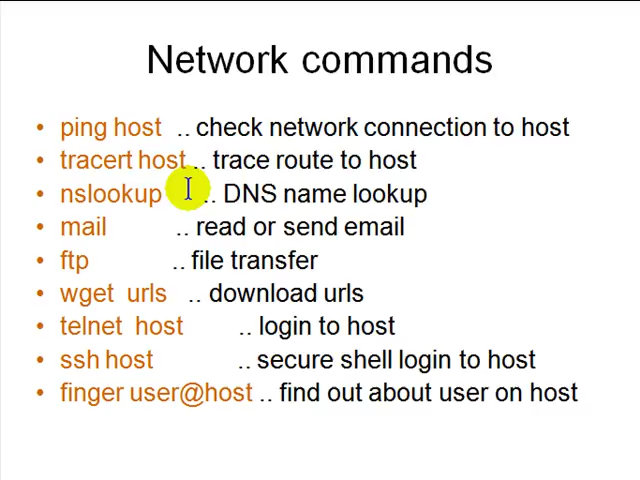 Network commands
• ping host .. check network connection to host
• tracert host .. trace route to host
• nslookup .. DNS name lookup
• mail .. read or send email
• ftp .. file transfer
• wget urls .. download urls
• telnet host .. login to host
• ssh host .. secure shell login to host
• finger user@host .. find out about user on host